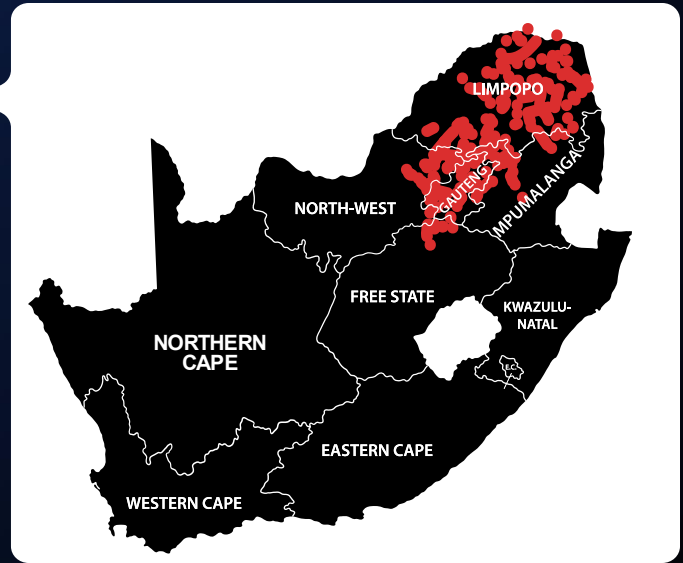 LIMPOPO
GAUTENG
MPUMALANGA
NORTH-WEST
FREE STATE
KWAZULU-
NATAL
NORTHERN
CAPE
E.C.
EASTERN CAPE
WESTERN CAPE